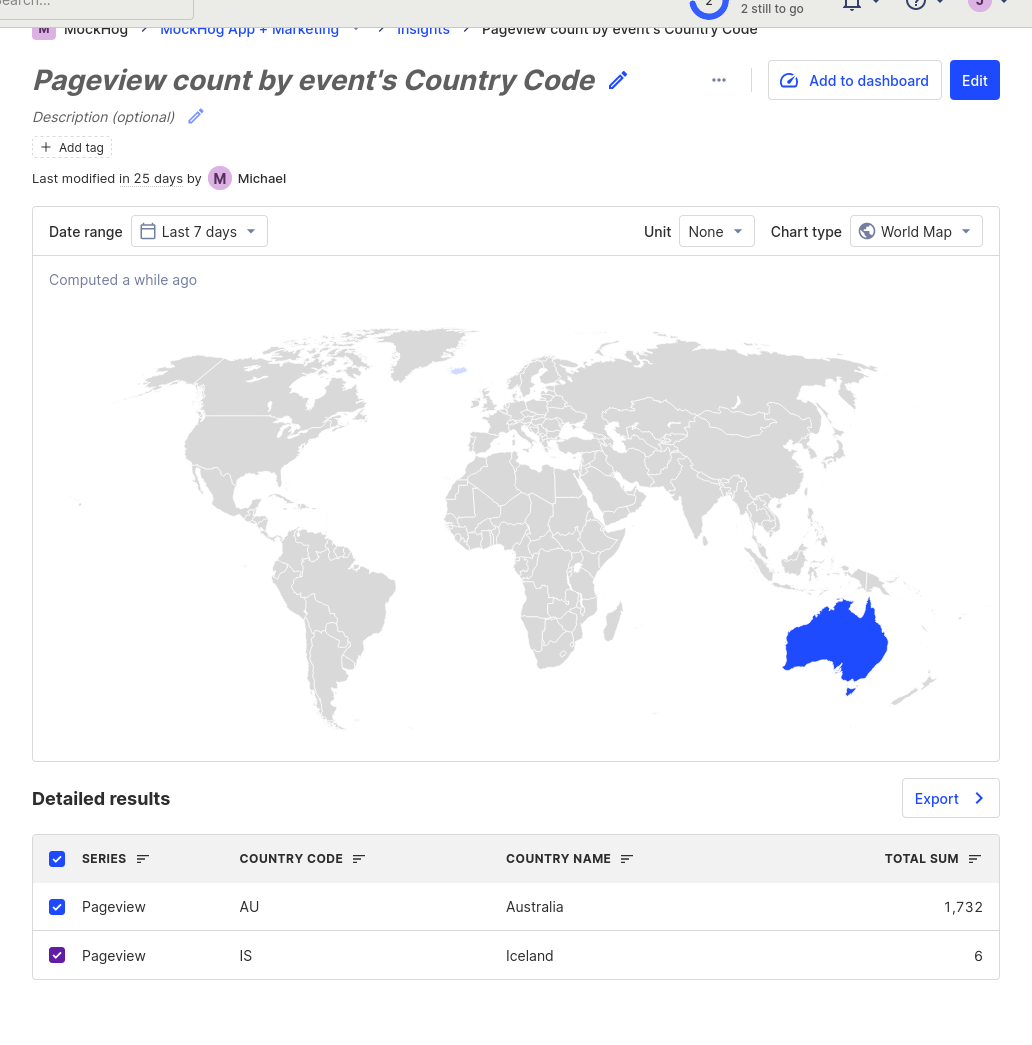 Search...
2
2 still to go
J
M MockHog MockHog App + Marketing Insights Pageview count by event's Country Code
Pageview count by event's Country Code
Add to dashboard
Edit
Description (optional)
Add tag
Last modified in 25 days by M Michael
Date range Last 7 days Unit None Chart type World Map
Computed a while ago
Detailed results
Export
SERIES COUNTRY CODE COUNTRY NAME TOTAL SUM
Pageview AU Australia 1,732
Pageview IS Iceland 6